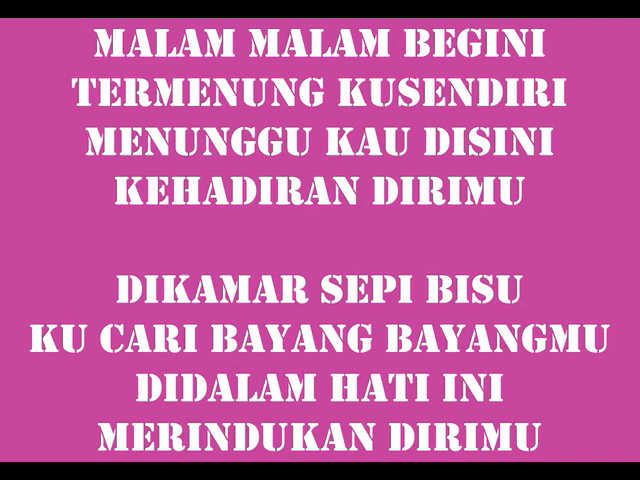 MALAM MALAM BEGINI
TERMENUNG KUSENDIRI
MENUNGGU KAU DISINI
KEHADIRAN DIRIMU
DIKAMAR SEPI BISU
KU CARI BAYANG BAYANGMU
DIDALAM HATI INI
MERINDUKAN DIRIMU